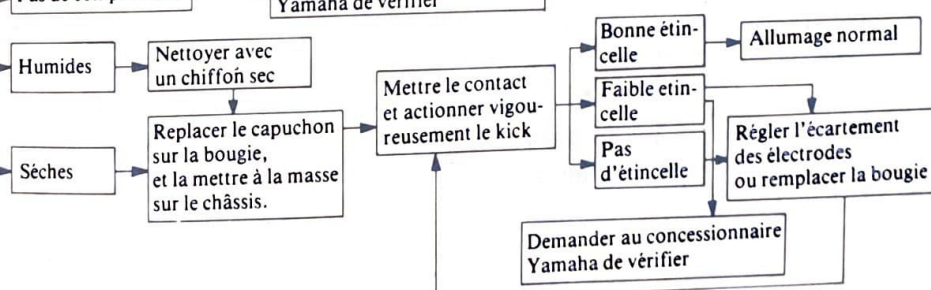 Yamaha de vérifier
Humides
Nettoyer avec
un chiffon sec
Replacer le capuchon
sur la bougie,
et la mettre à la masse
sur le châssis.
Séches
Mettre le contact
et actionner vigou-
reusement le kick
Bonne étin-
celle
Allumage normal
Faible etin-
celle
Pas
d'étincelle
Régler l'écartement
des électrodes
ou remplacer la bougie
Demander au concessionnaire
Yamaha de vérifier